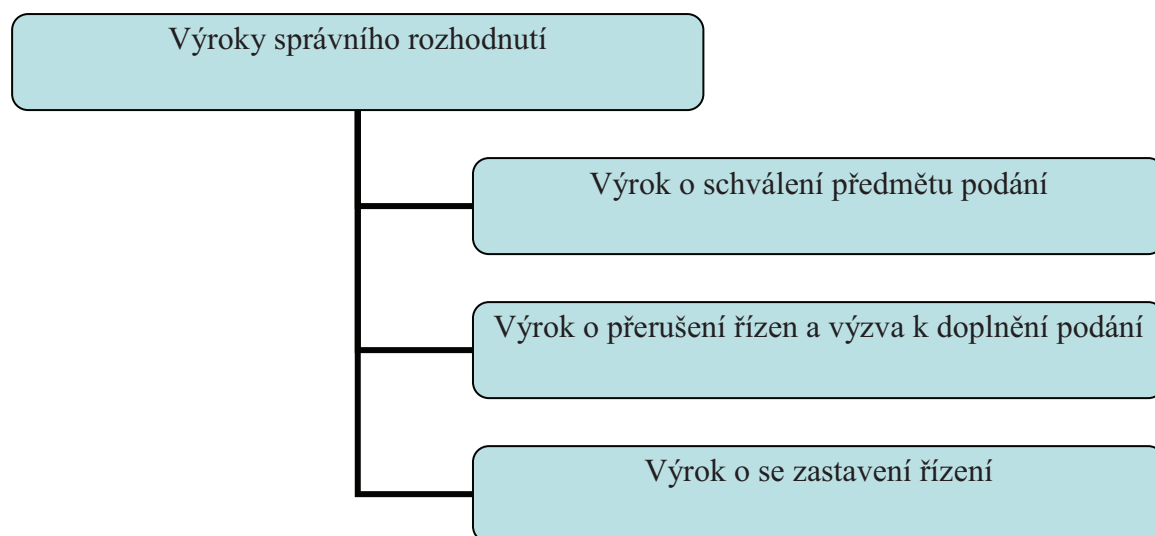 Výroky správního rozhodnutí
Výrok o schválení předmětu podání
Výrok o přerušení řízen a výzva k doplnění podání
Výrok o se zastavení řízení